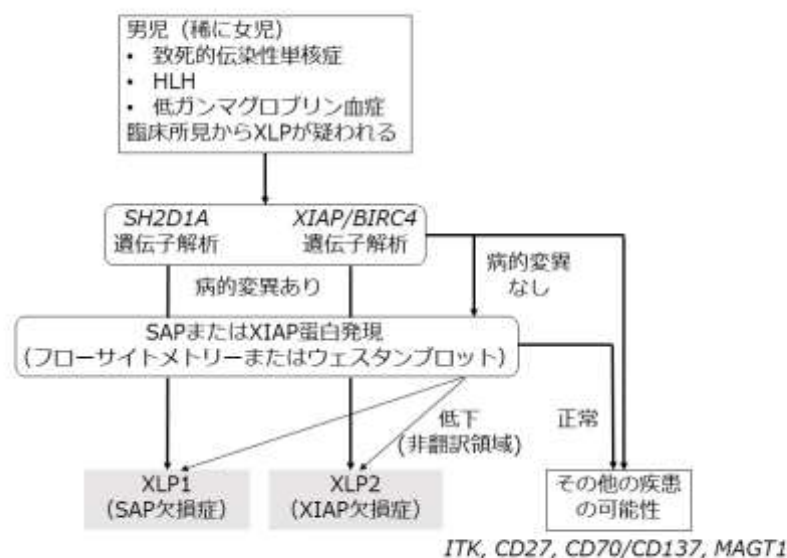 男児（稀に女児）
• 致死的伝染性単核症
• HLH
• 低ガンマグロブリン血症
臨床所見からXLPが疑われる
SH2D1A
遺伝子解析
XIAP/BIRC4
遺伝子解析
病的変異あり
病的変異
なし
SAPまたはXIAP蛋白発現
（フローサイトメトリーまたはウェスタンブロット）
低下
(非翻訳領域)
正常
XLP1
（SAP欠損症）
XLP2
（XIAP欠損症）
その他の疾患
の可能性
ITK, CD27, CD70/CD137, MAGT1